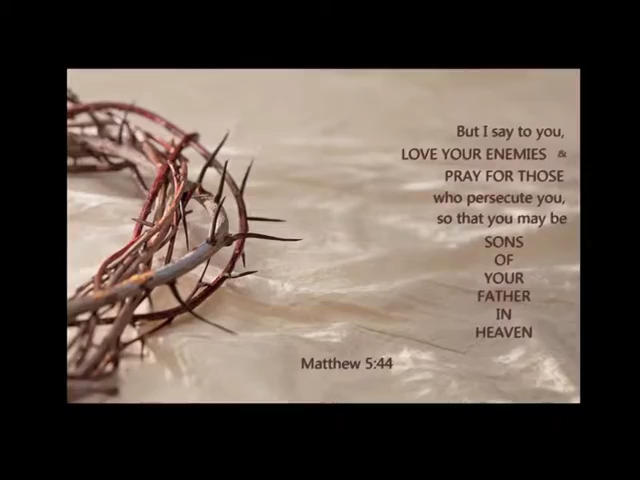 But I say to you,
LOVE YOUR ENEMIES &
PRAY FOR THOSE
who persecute you,
so that you may be
SONS
OF
YOUR
FATHER
IN
HEAVEN
Matthew 5:44